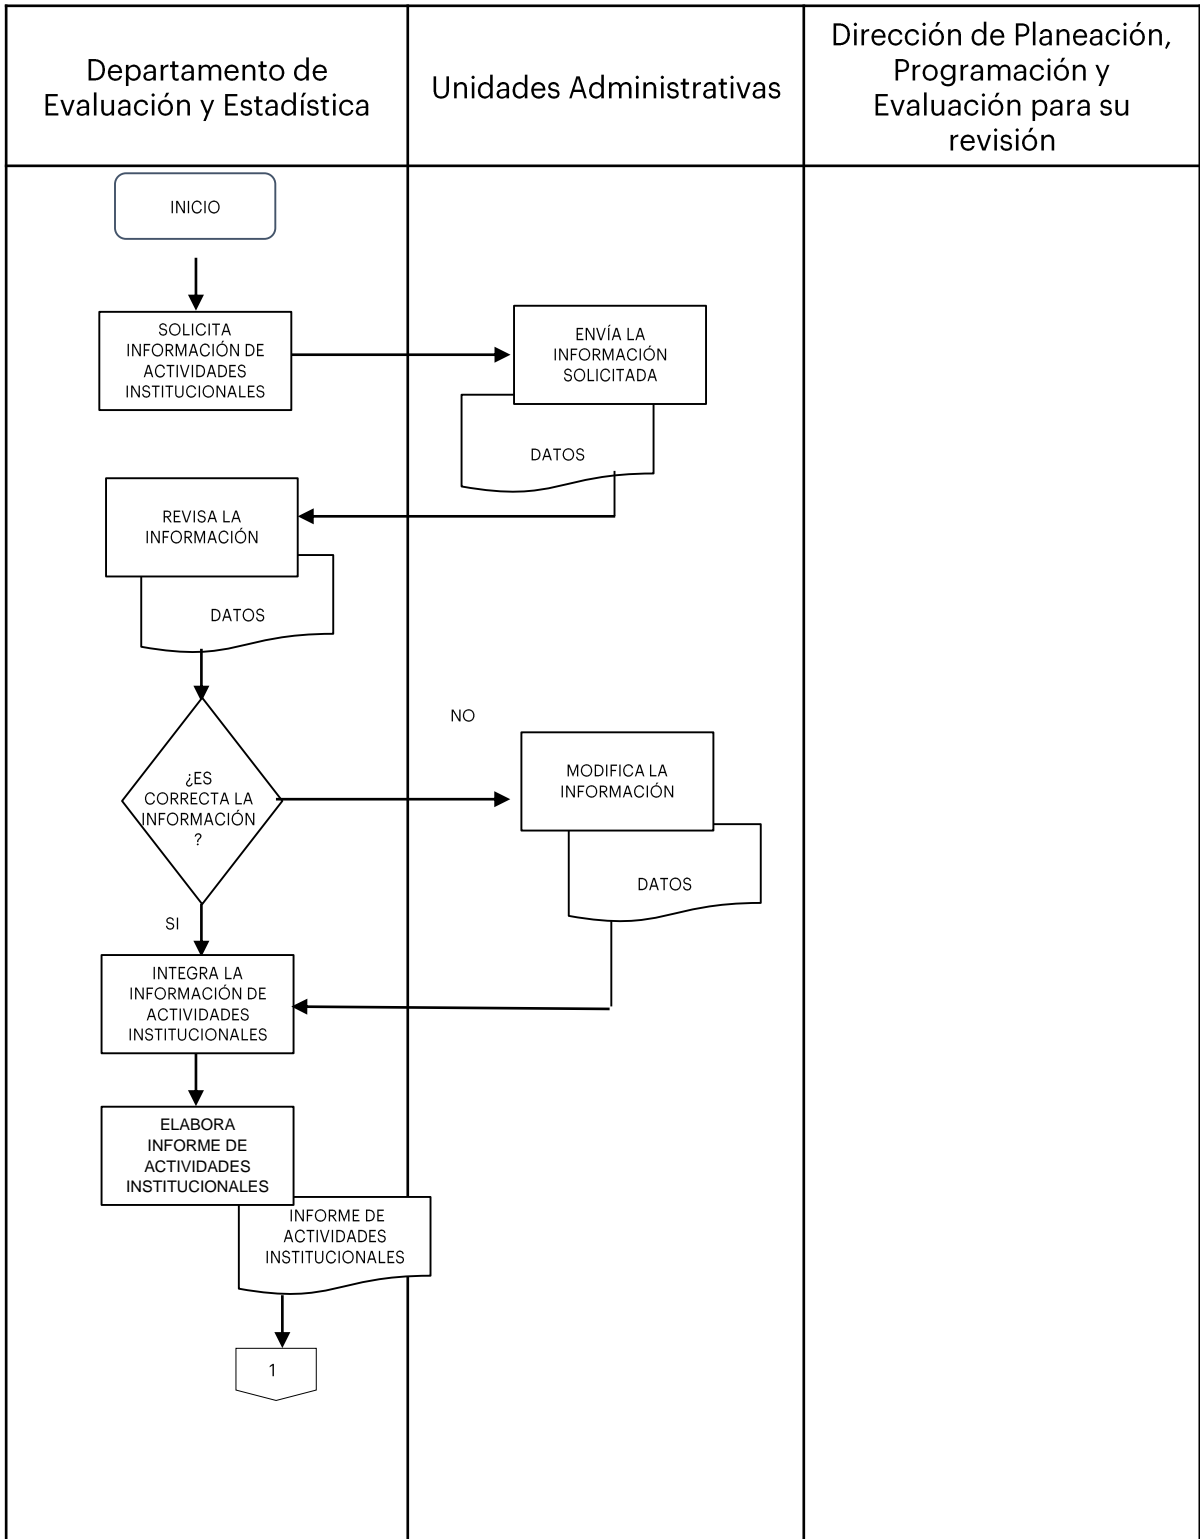 Departamento de
Evaluación y Estadística
Unidades Administrativas
Dirección de Planeación,
Programación y
Evaluación para su
revisión
INICIO
SOLICITA
INFORMACIÓN DE
ACTIVIDADES
INSTITUCIONALES
ENVÍA LA
INFORMACIÓN
SOLICITADA
DATOS
REVISA LA
INFORMACIÓN
DATOS
¿ES
CORRECTA LA
INFORMACIÓN
?
NO
MODIFICA LA
INFORMACIÓN
DATOS
SI
INTEGRA LA
INFORMACIÓN DE
ACTIVIDADES
INSTITUCIONALES
ELABORA
INFORME DE
ACTIVIDADES
INSTITUCIONALES
INFORME DE
ACTIVIDADES
INSTITUCIONALES
1